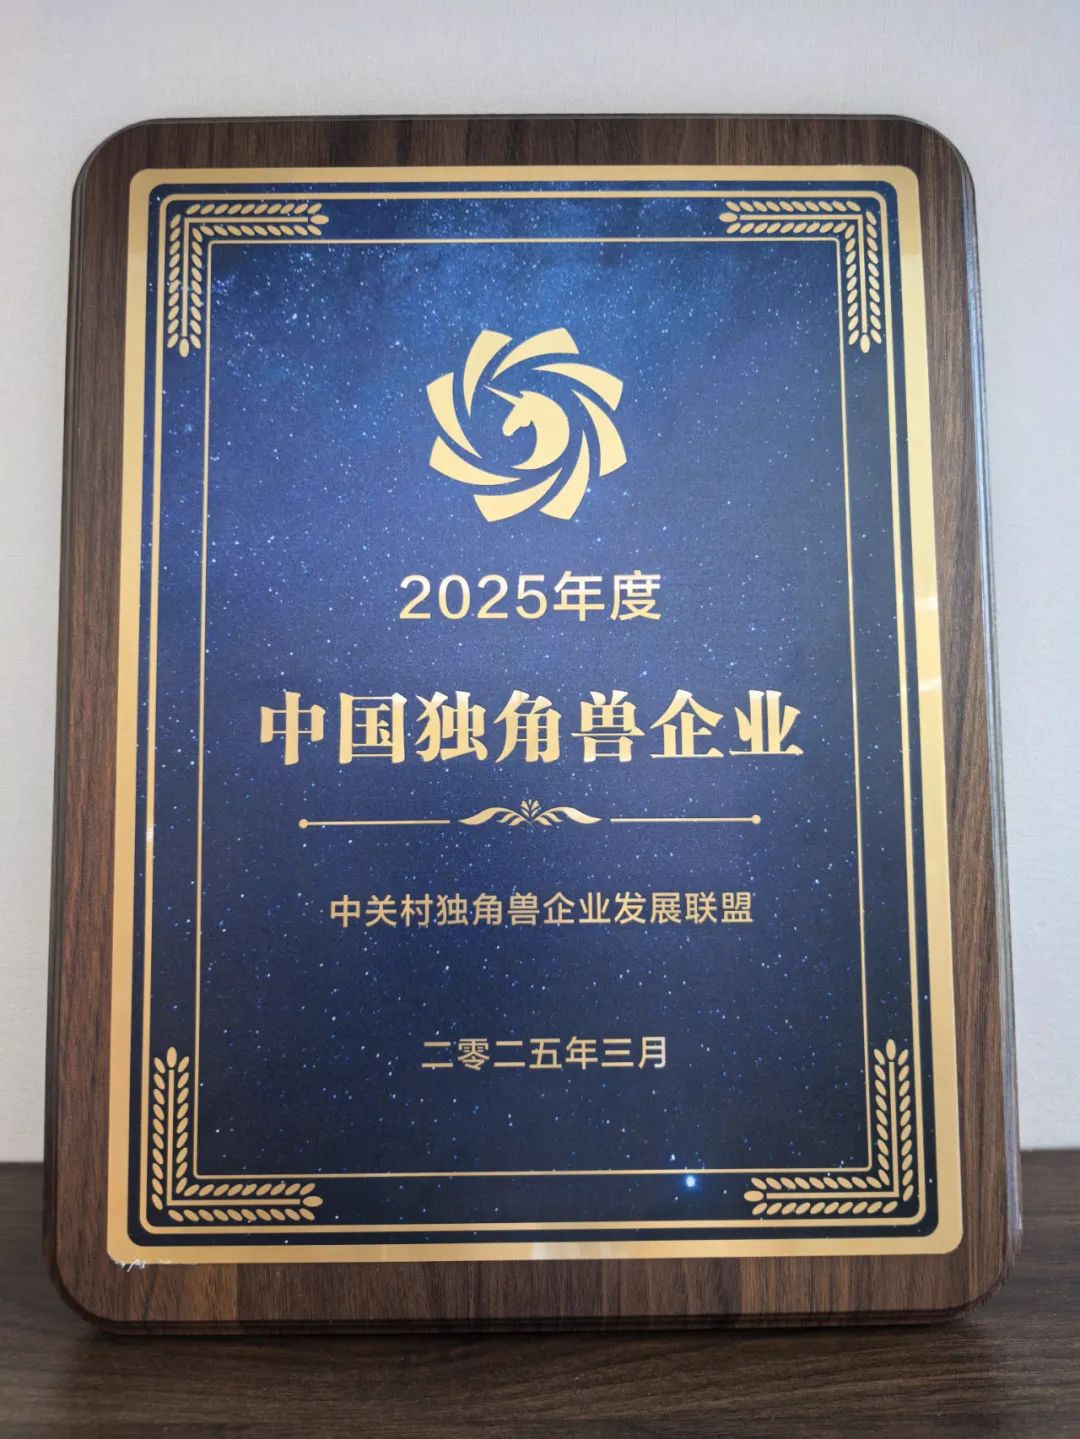 2025年度
中国独角兽企业
中关村独角兽企业发展联盟
二零二五年三月